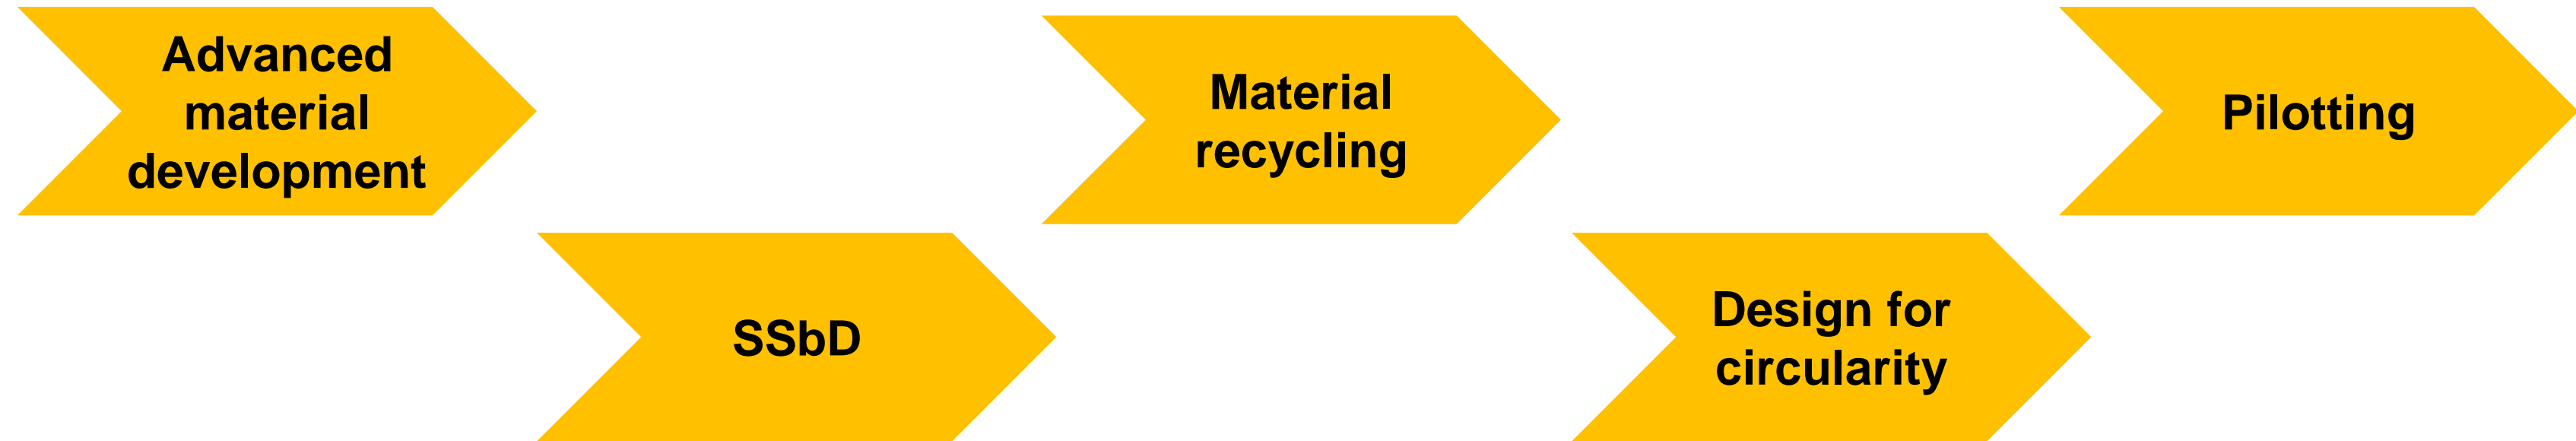 Advanced
material
development
SSbD
Material
recycling
Design for
circularity
Pilotting